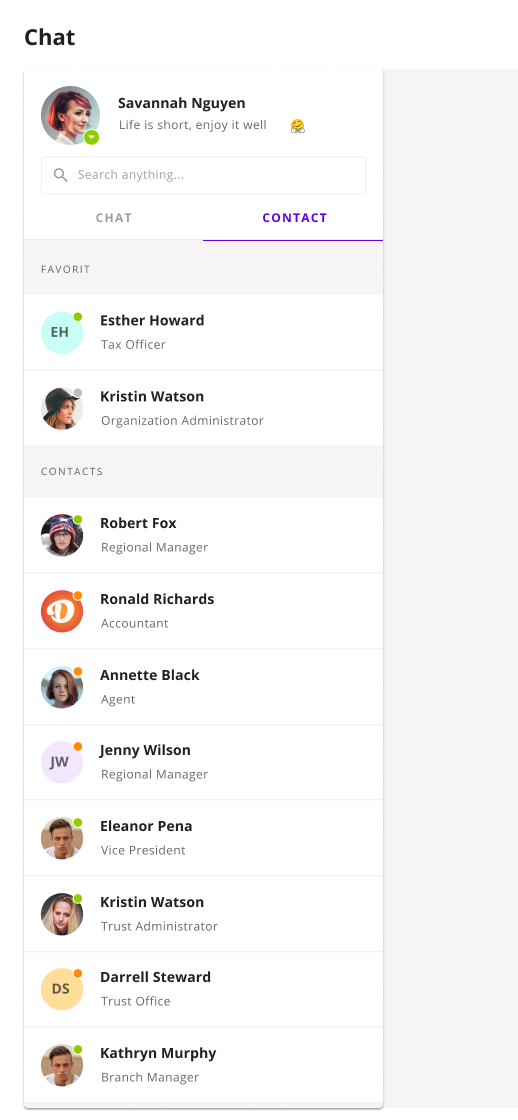 Chat
Savannah Nguyen
Life is short, enjoy it well 🤗
Search anything...
CHAT CONTACT
FAVORIT
EH
Esther Howard
Tax Officer
Kristin Watson
Organization Administrator
CONTACTS
Robert Fox
Regional Manager
Ronald Richards
Accountant
Annette Black
Agent
JW
Jenny Wilson
Regional Manager
Eleanor Pena
Vice President
Kristin Watson
Trust Administrator
DS
Darrell Steward
Trust Office
Kathryn Murphy
Branch Manager